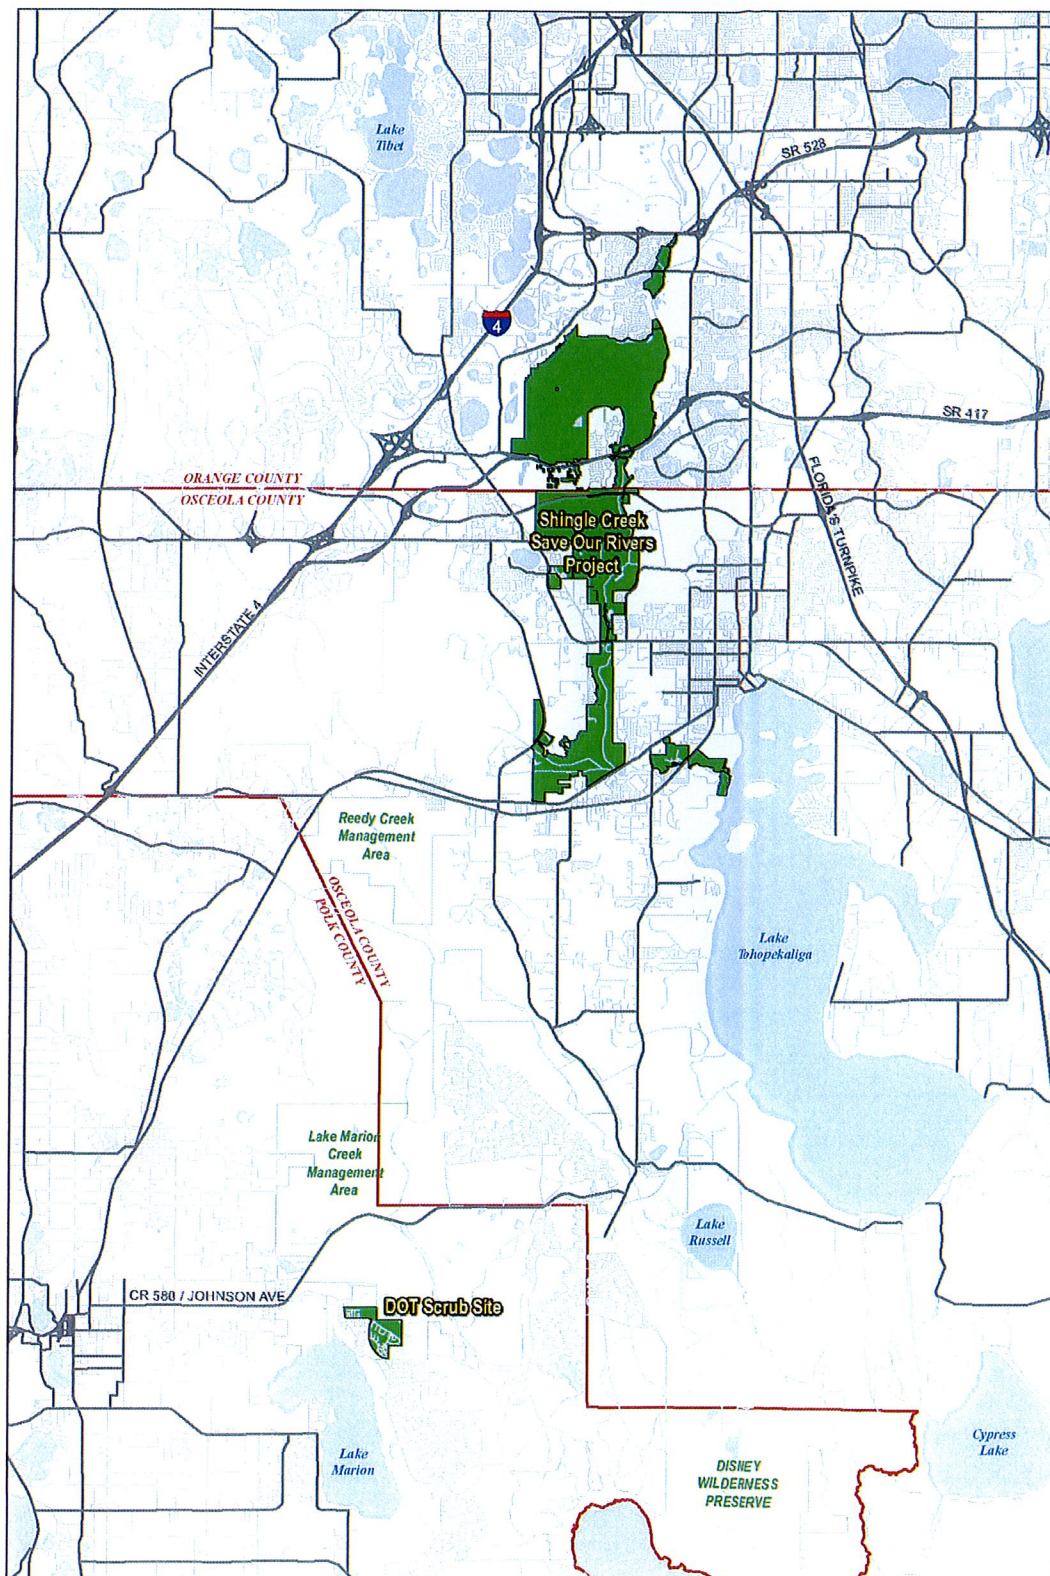 Lake
Tibet
SR 528
4
SR 417
ORANGE COUNTY
OSCEOLA COUNTY
FLORIDA'S TURNPIKE
Shingle Creek
Save Our Rivers
Project
INTERSTATE 4
Reedy Creek
Management
Area
OSCEOLA COUNTY
POLK COUNTY
Lake
Tohopekaliga
Lake Marion
Creek
Management
Area
Lake
Russell
CR 580 / JOHNSON AVE
DOT Scrub Site
Lake
Marion
Cypress
Lake
DISNEY
WILDERNESS
PRESERVE